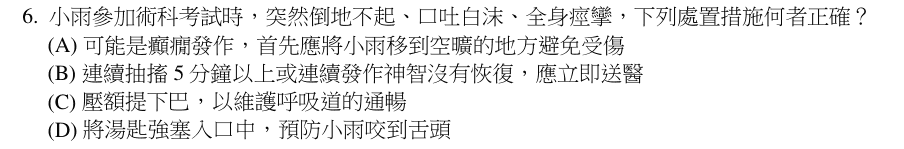 6. 小雨參加術科考試時，突然倒地不起、口吐白沫、全身痙攣，下列處置措施何者正確？
(A) 可能是癲癇發作，首先應將小雨移到空曠的地方避免受傷
(B) 連續抽搐 5 分鐘以上或連續發作神智沒有恢復，應立即送醫
(C) 壓額提下巴，以維護呼吸道的通暢
(D) 將湯匙強塞入口中，預防小雨咬到舌頭